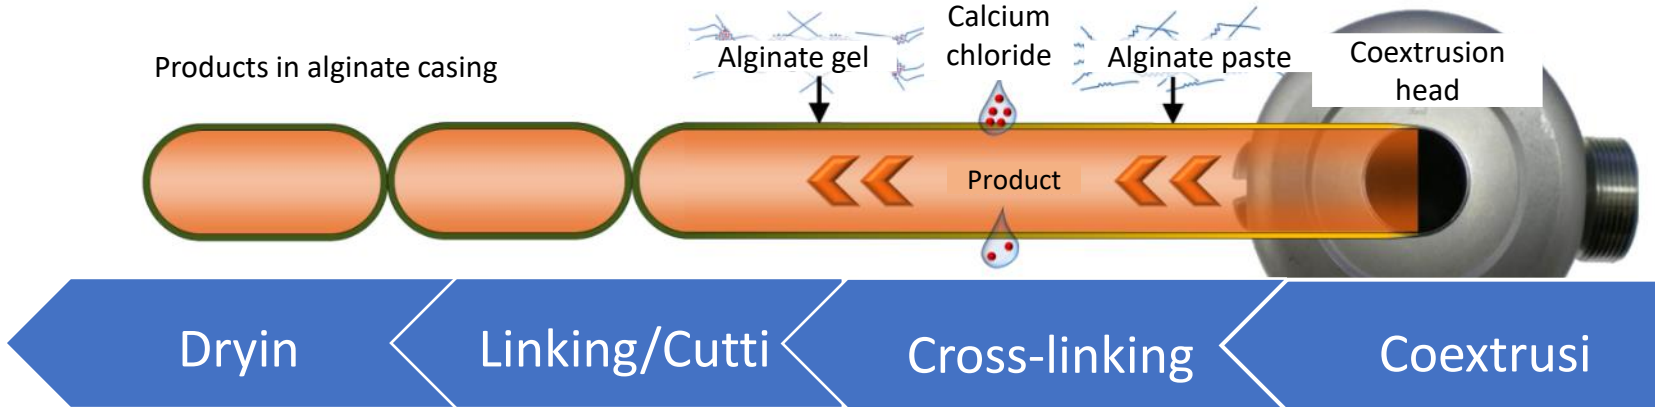 Products in alginate casing
Alginate gel
Calcium
chloride
Alginate paste
Coextrusion
head
Product
Dryin
Linking/Cutti
Cross-linking
Coextrusi